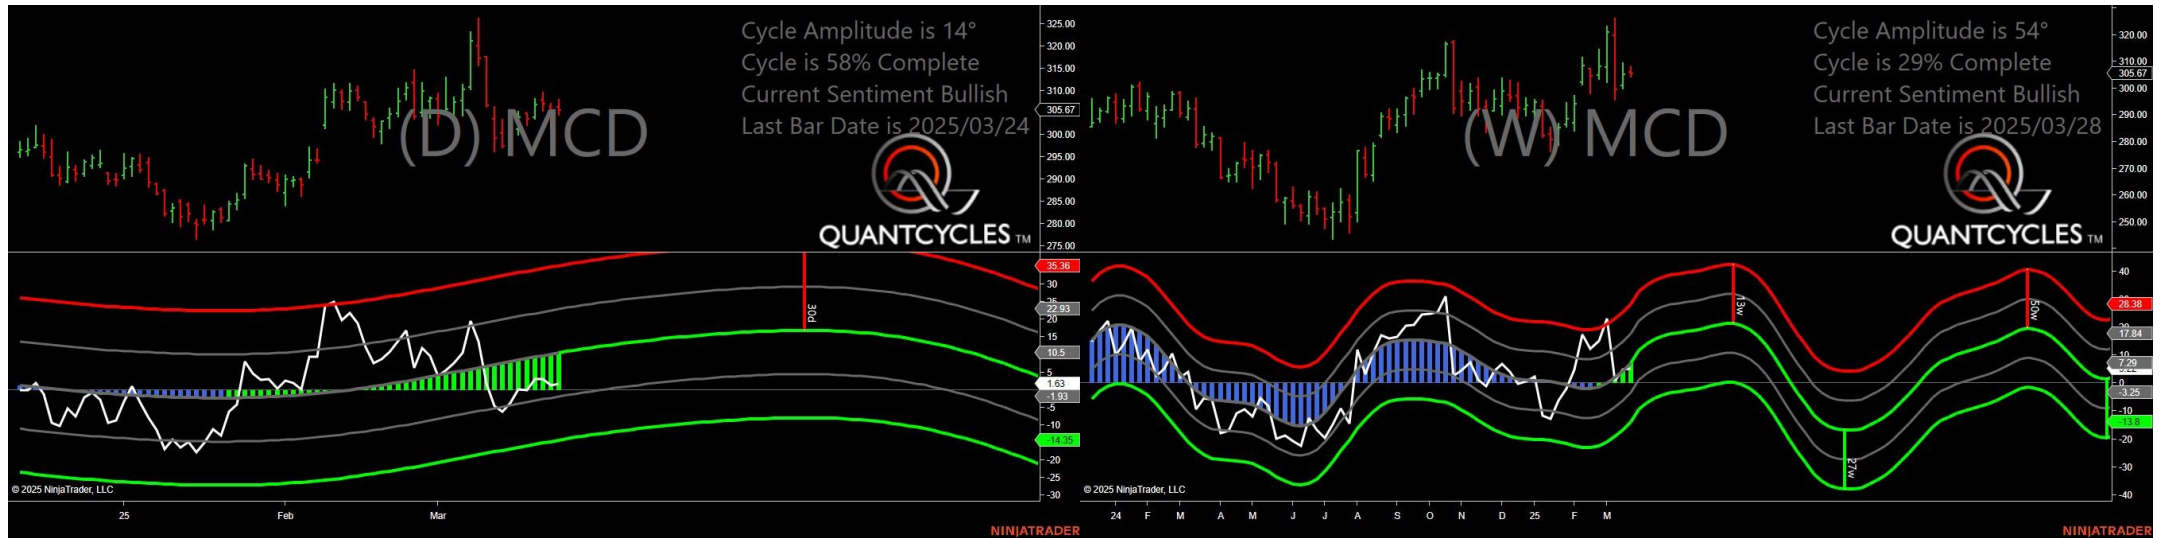 Cycle Amplitude is 14°
Cycle is 58% Complete
Current Sentiment Bullish
Last Bar Date is 2025/03/24
(D) MCD
QUANTCYCLES TM
325.00
320.00
315.00
310.00
305.67
300.00
295.00
290.00
285.00
280.00
275.00
35.36
30
22.93
20
15
10.5
5
1.63
-1.93
-5
-10
-14.35
-20
-25
-30
30d
© 2025 NinjaTrader, LLC
25
Feb
Mar
NINJATRADER
Cycle Amplitude is 54°
Cycle is 29% Complete
Current Sentiment Bullish
Last Bar Date is 2025/03/28
(W) MCD
QUANTCYCLES TM
320.00
310.00
305.67
300.00
290.00
280.00
270.00
260.00
250.00
40
28.38
17.84
10
7.29
0
-3.25
-10
-13.8
-20
-30
-40
13w
27w
50w
© 2025 NinjaTrader, LLC
24 F M A M J J A S O N D 25 F M
NINJATRADER